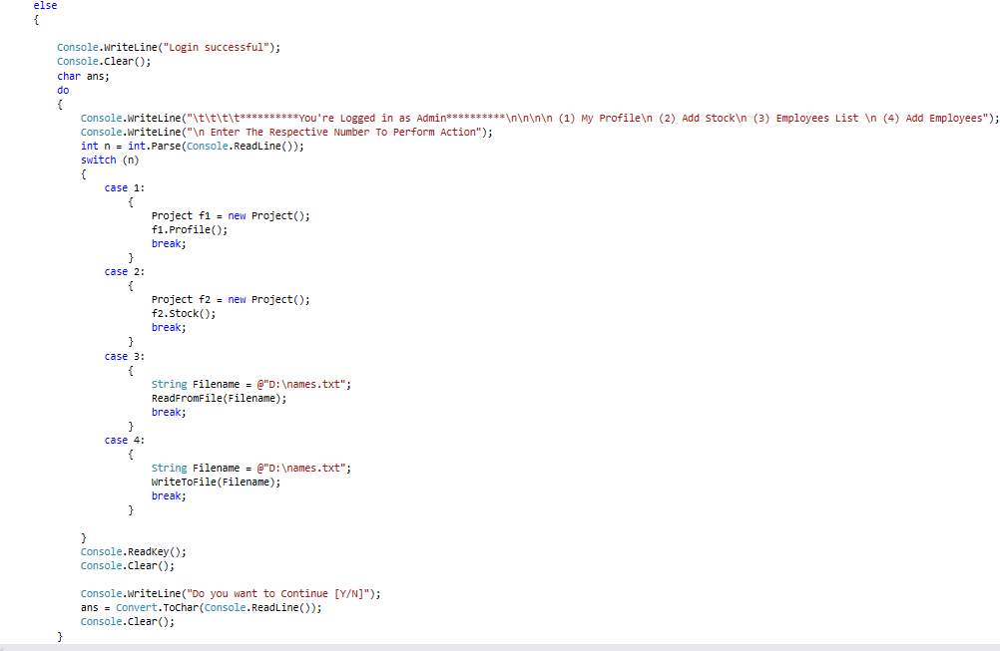 else
{
Console.WriteLine("Login successful");
Console.Clear();
char ans;
do
{
Console.WriteLine("\t\t\t\t**********You're Logged in as Admin**********\n\n\n\n (1) My Profile\n (2) Add Stock\n (3) Employees List \n (4) Add Employees");
Console.WriteLine("\n Enter The Respective Number To Perform Action");
int n = int.Parse(Console.ReadLine());
switch (n)
{
case 1:
{
Project f1 = new Project();
f1.Profile();
break;
}
case 2:
{
Project f2 = new Project();
f2.Stock();
break;
}
case 3:
{
String Filename = @"D:\names.txt";
ReadFromFile(Filename);
break;
}
case 4:
{
String Filename = @"D:\names.txt";
WriteToFile(Filename);
break;
}
}
Console.ReadKey();
Console.Clear();
Console.WriteLine("Do you want to Continue [Y/N]");
ans = Convert.ToChar(Console.ReadLine());
Console.Clear();
}